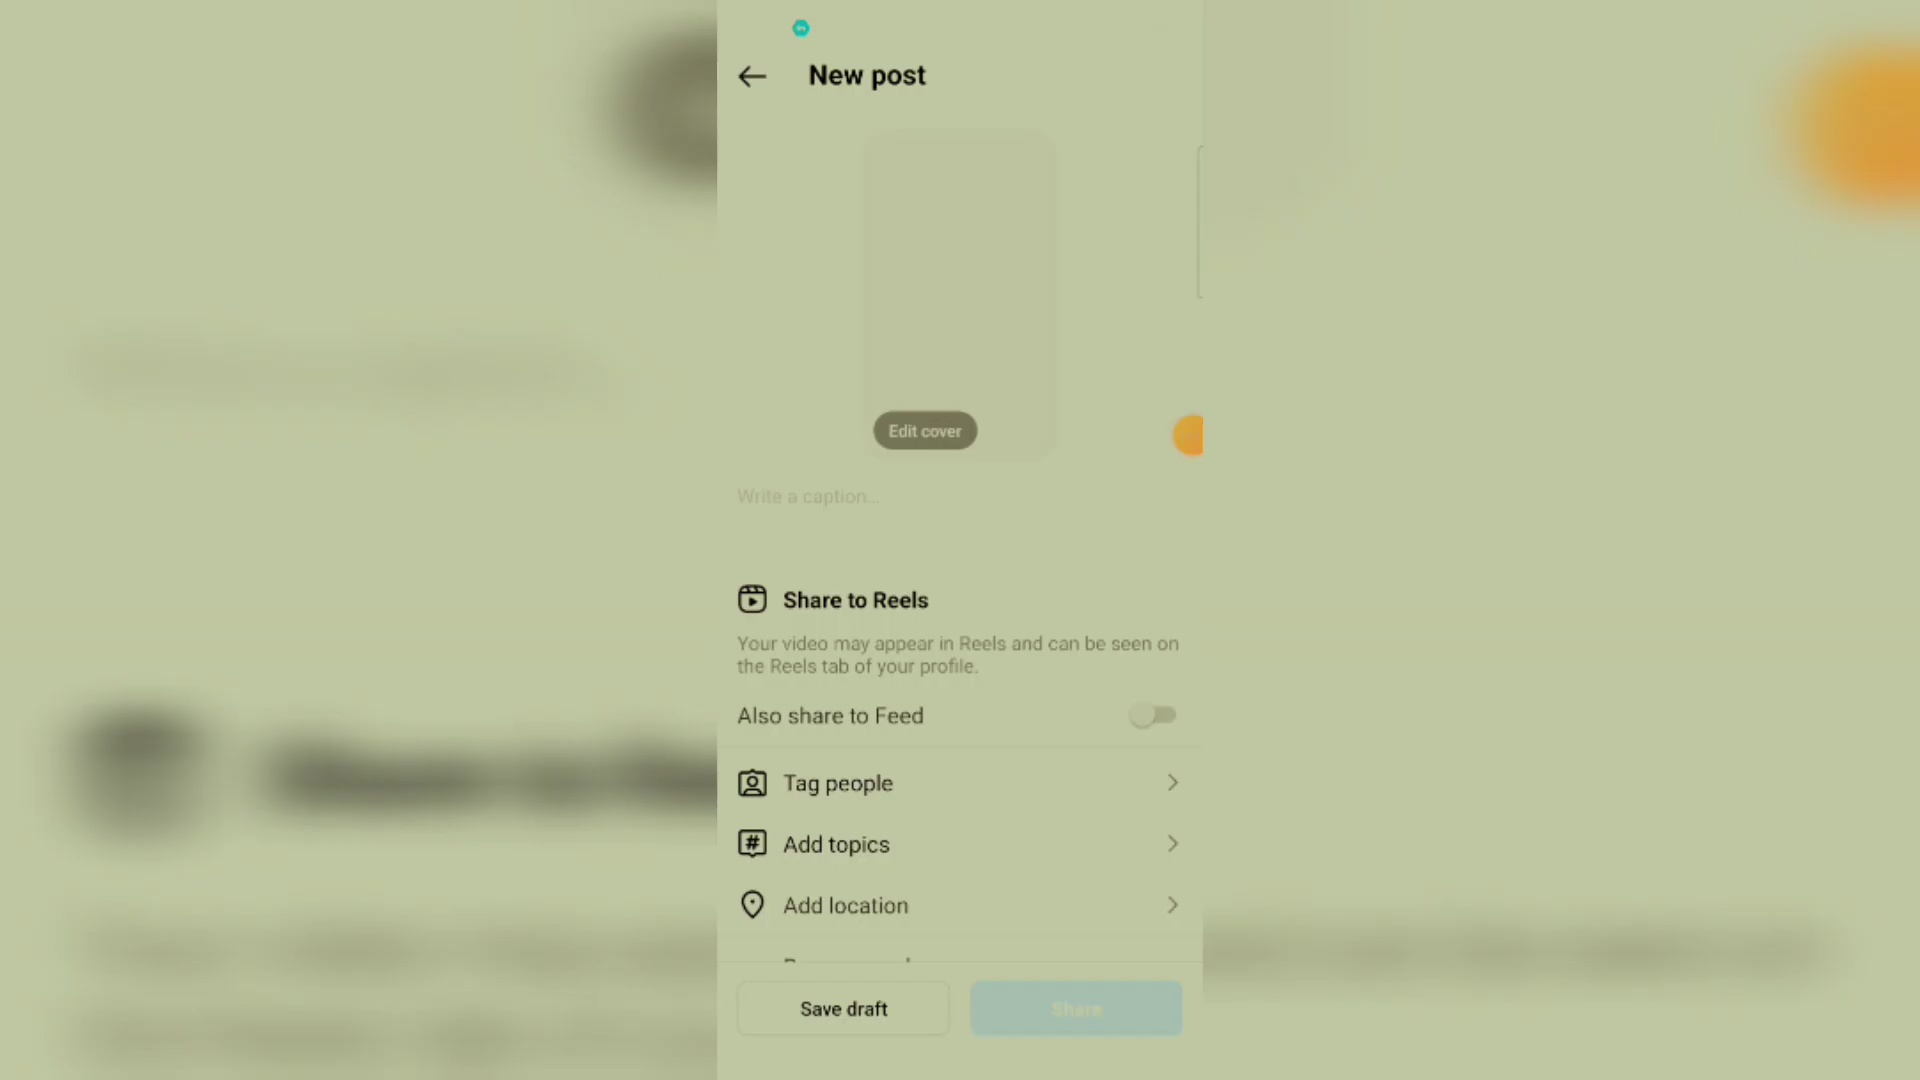 New post
Edit cover
Write a caption...
Share to Reels
Your video may appear in Reels and can be seen on
the Reels tab of your profile.
Also share to Feed
Tag people
Add topics
Add location
Save draft
Share